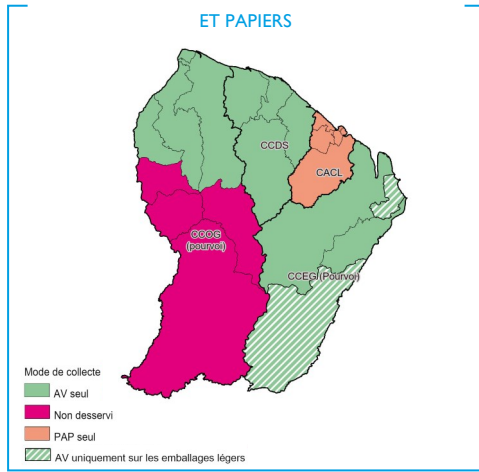 ET PAPIERS
CCDS
CACL
CCOG
(pourvoi)
CCEG (Pourvoi)
Mode de collecte
AV seul
Non desservi
PAP seul
AV uniquement sur les emballages légers